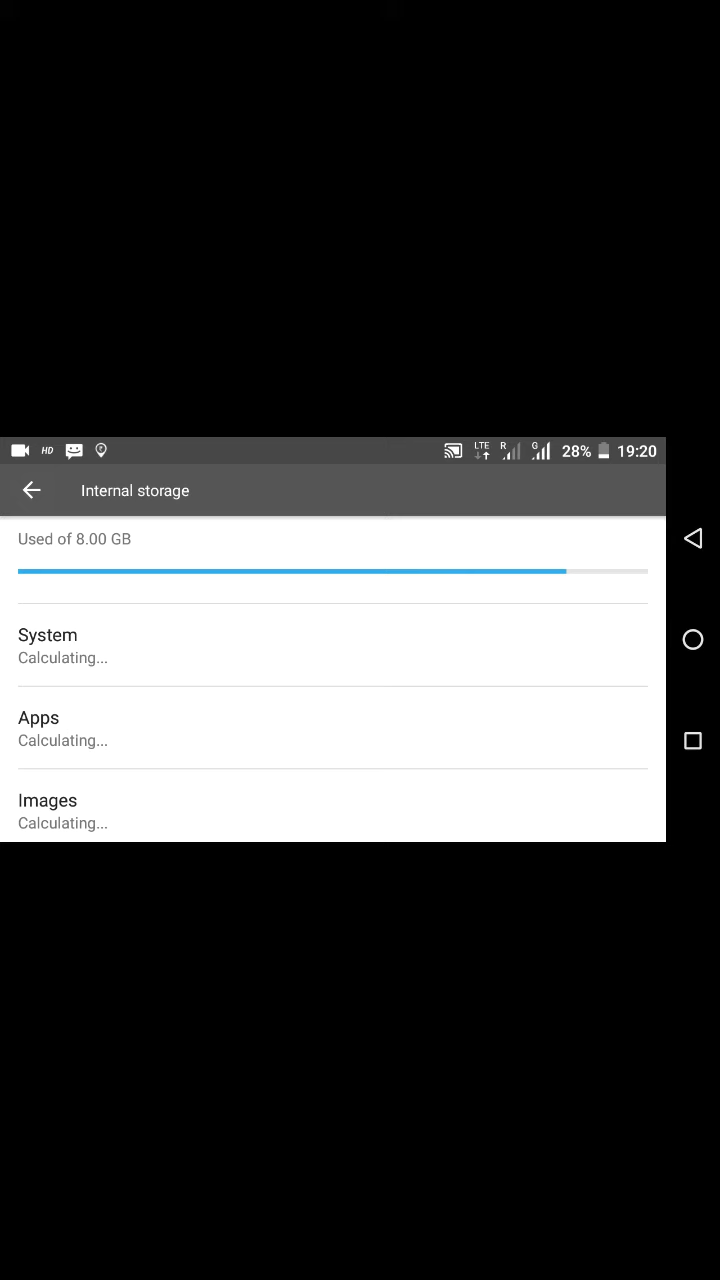 HD LTE R G 28% 19:20
Internal storage
Used of 8.00 GB
System
Calculating...
Apps
Calculating...
Images
Calculating...